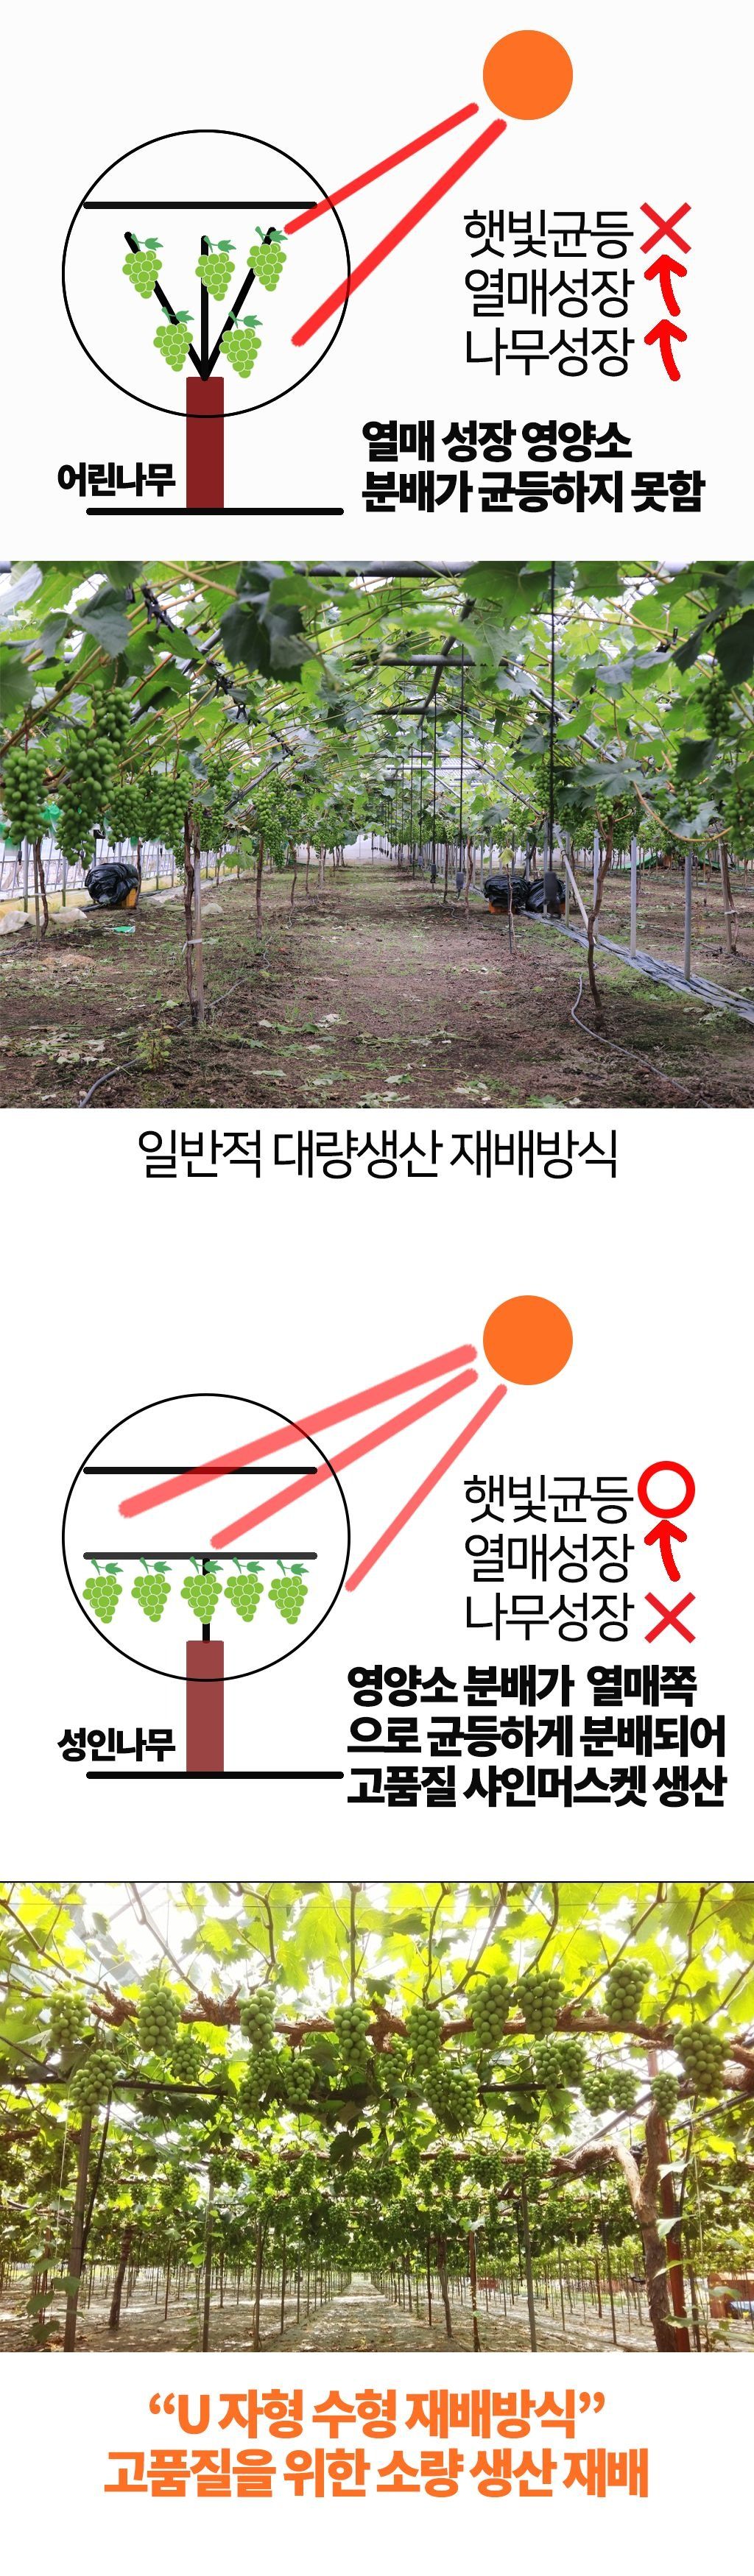 햇빛균등
열매성장
나무성장
열매 성장 영양소
분배가 균등하지 못함
어린나무
일반적 대량생산 재배방식
햇빛균등
열매성장
나무성장
영양소 분배가 열매쪽
으로 균등하게 분배되어
고품질 샤인머스켓 생산
성인나무
“U 자형 수형 재배방식”
고품질을 위한 소량 생산 재배